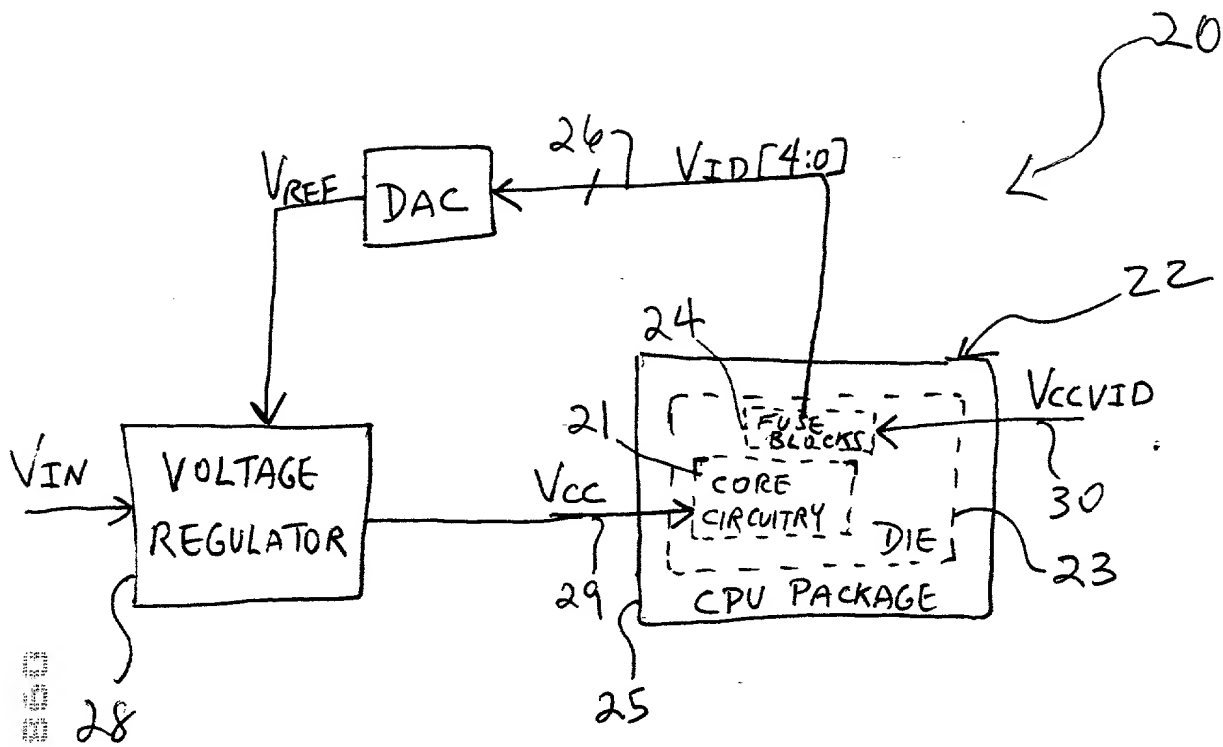 20
26
VID[4:0]
VREF
DAC
22
24
VCCVID
FUSE
BLOCKS
21
VIN
VOLTAGE
REGULATOR
VCC
CORE
CIRCUITRY
30
DIE
23
29
CPU PACKAGE
28
25